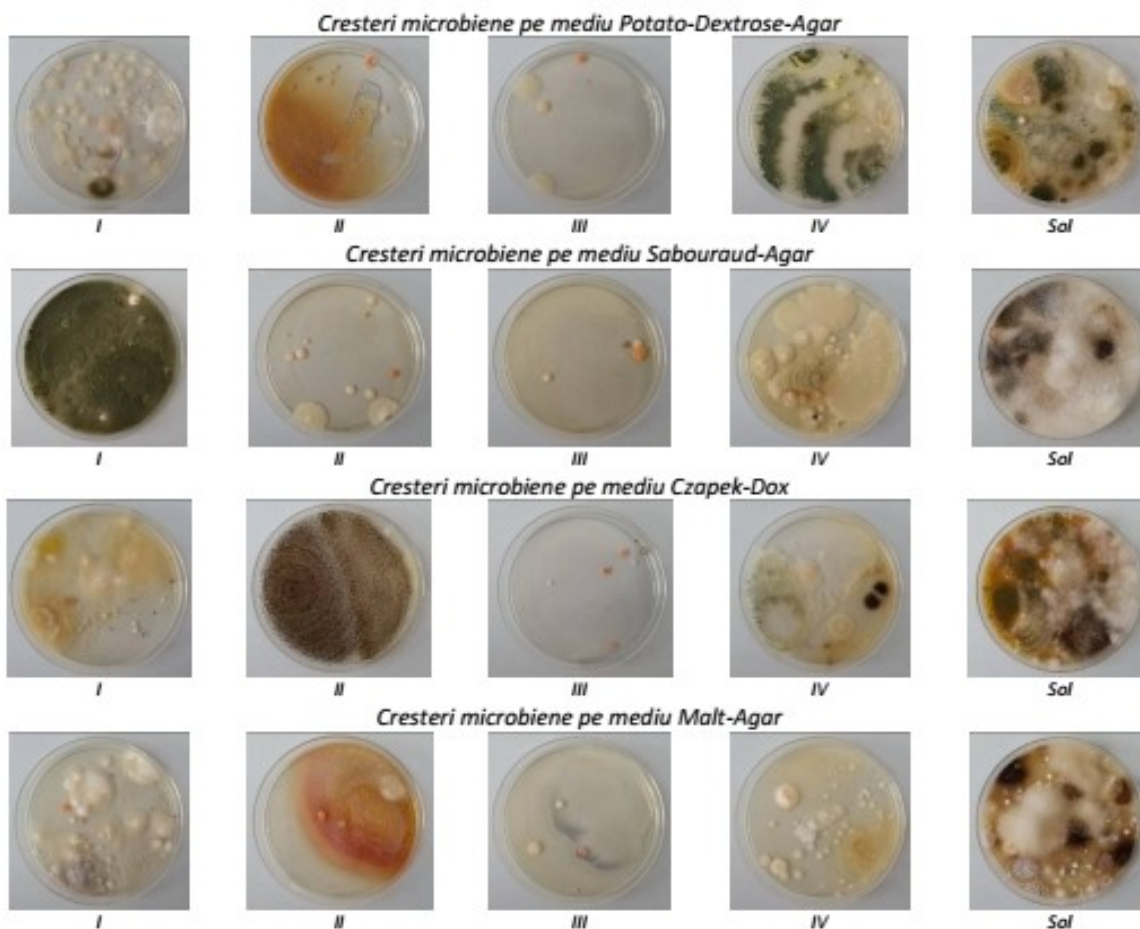 Cresteri microbiene pe mediu Potato-Dextrose-Agar
I II III IV Sol
Cresteri microbiene pe mediu Sabouraud-Agar
I II III IV Sol
Cresteri microbiene pe mediu Czapek-Dox
I II III IV Sol
Cresteri microbiene pe mediu Malt-Agar
I II III IV Sol